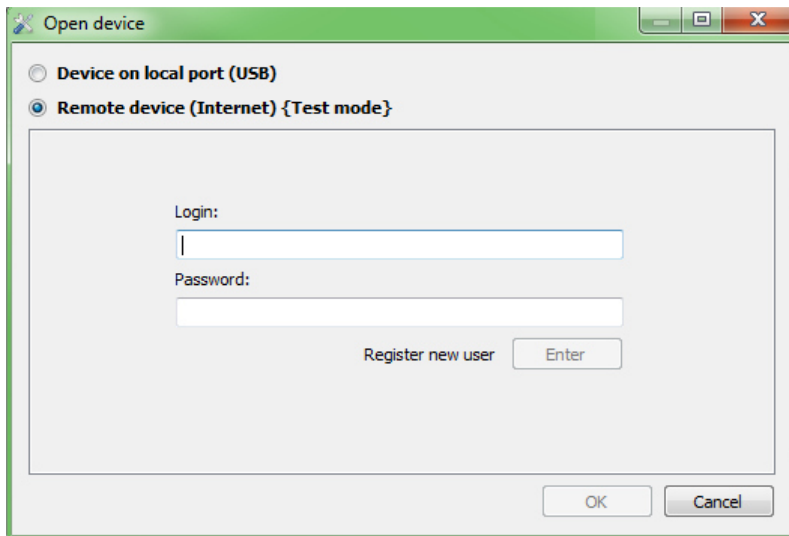 Open device
Device on local port (USB)
Remote device (Internet) {Test mode}
Login:
Password:
Register new user Enter
OK Cancel